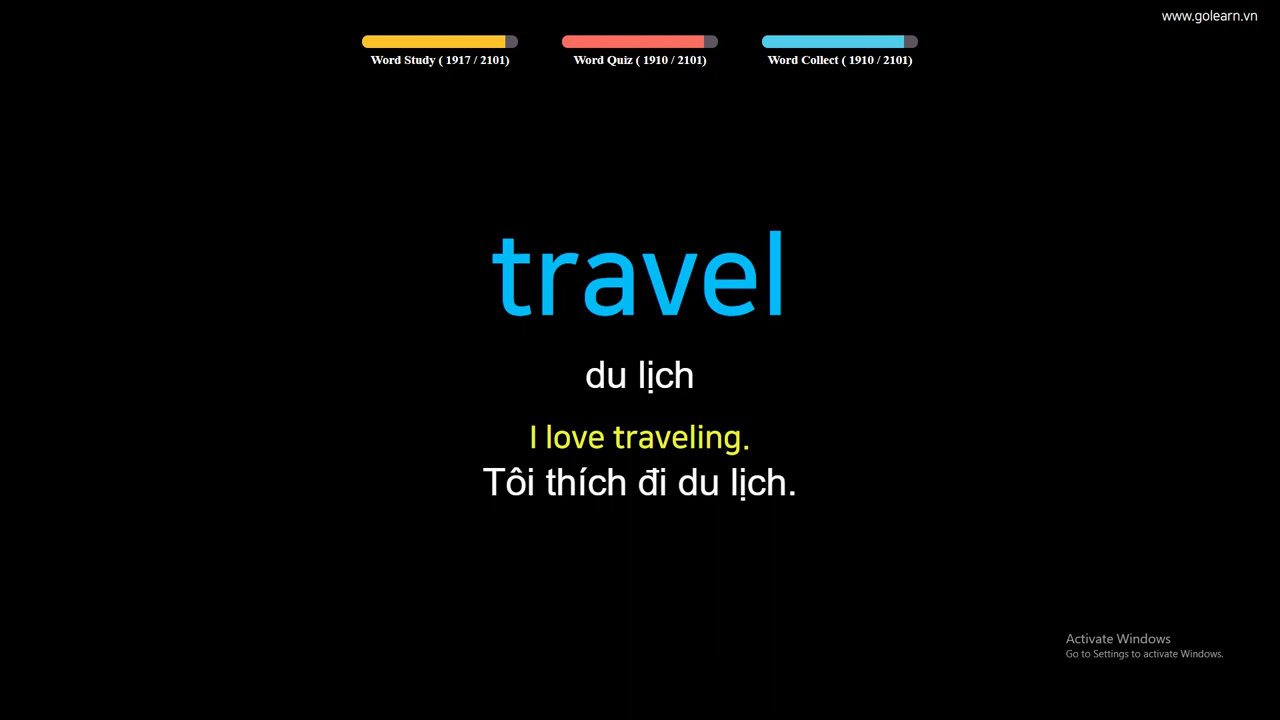 www.golearn.vn
Word Study ( 1917 / 2101)
Word Quiz ( 1910 / 2101)
Word Collect ( 1910 / 2101)
travel
du lịch
I love traveling.
Tôi thích đi du lịch.
Activate Windows
Go to Settings to activate Windows.